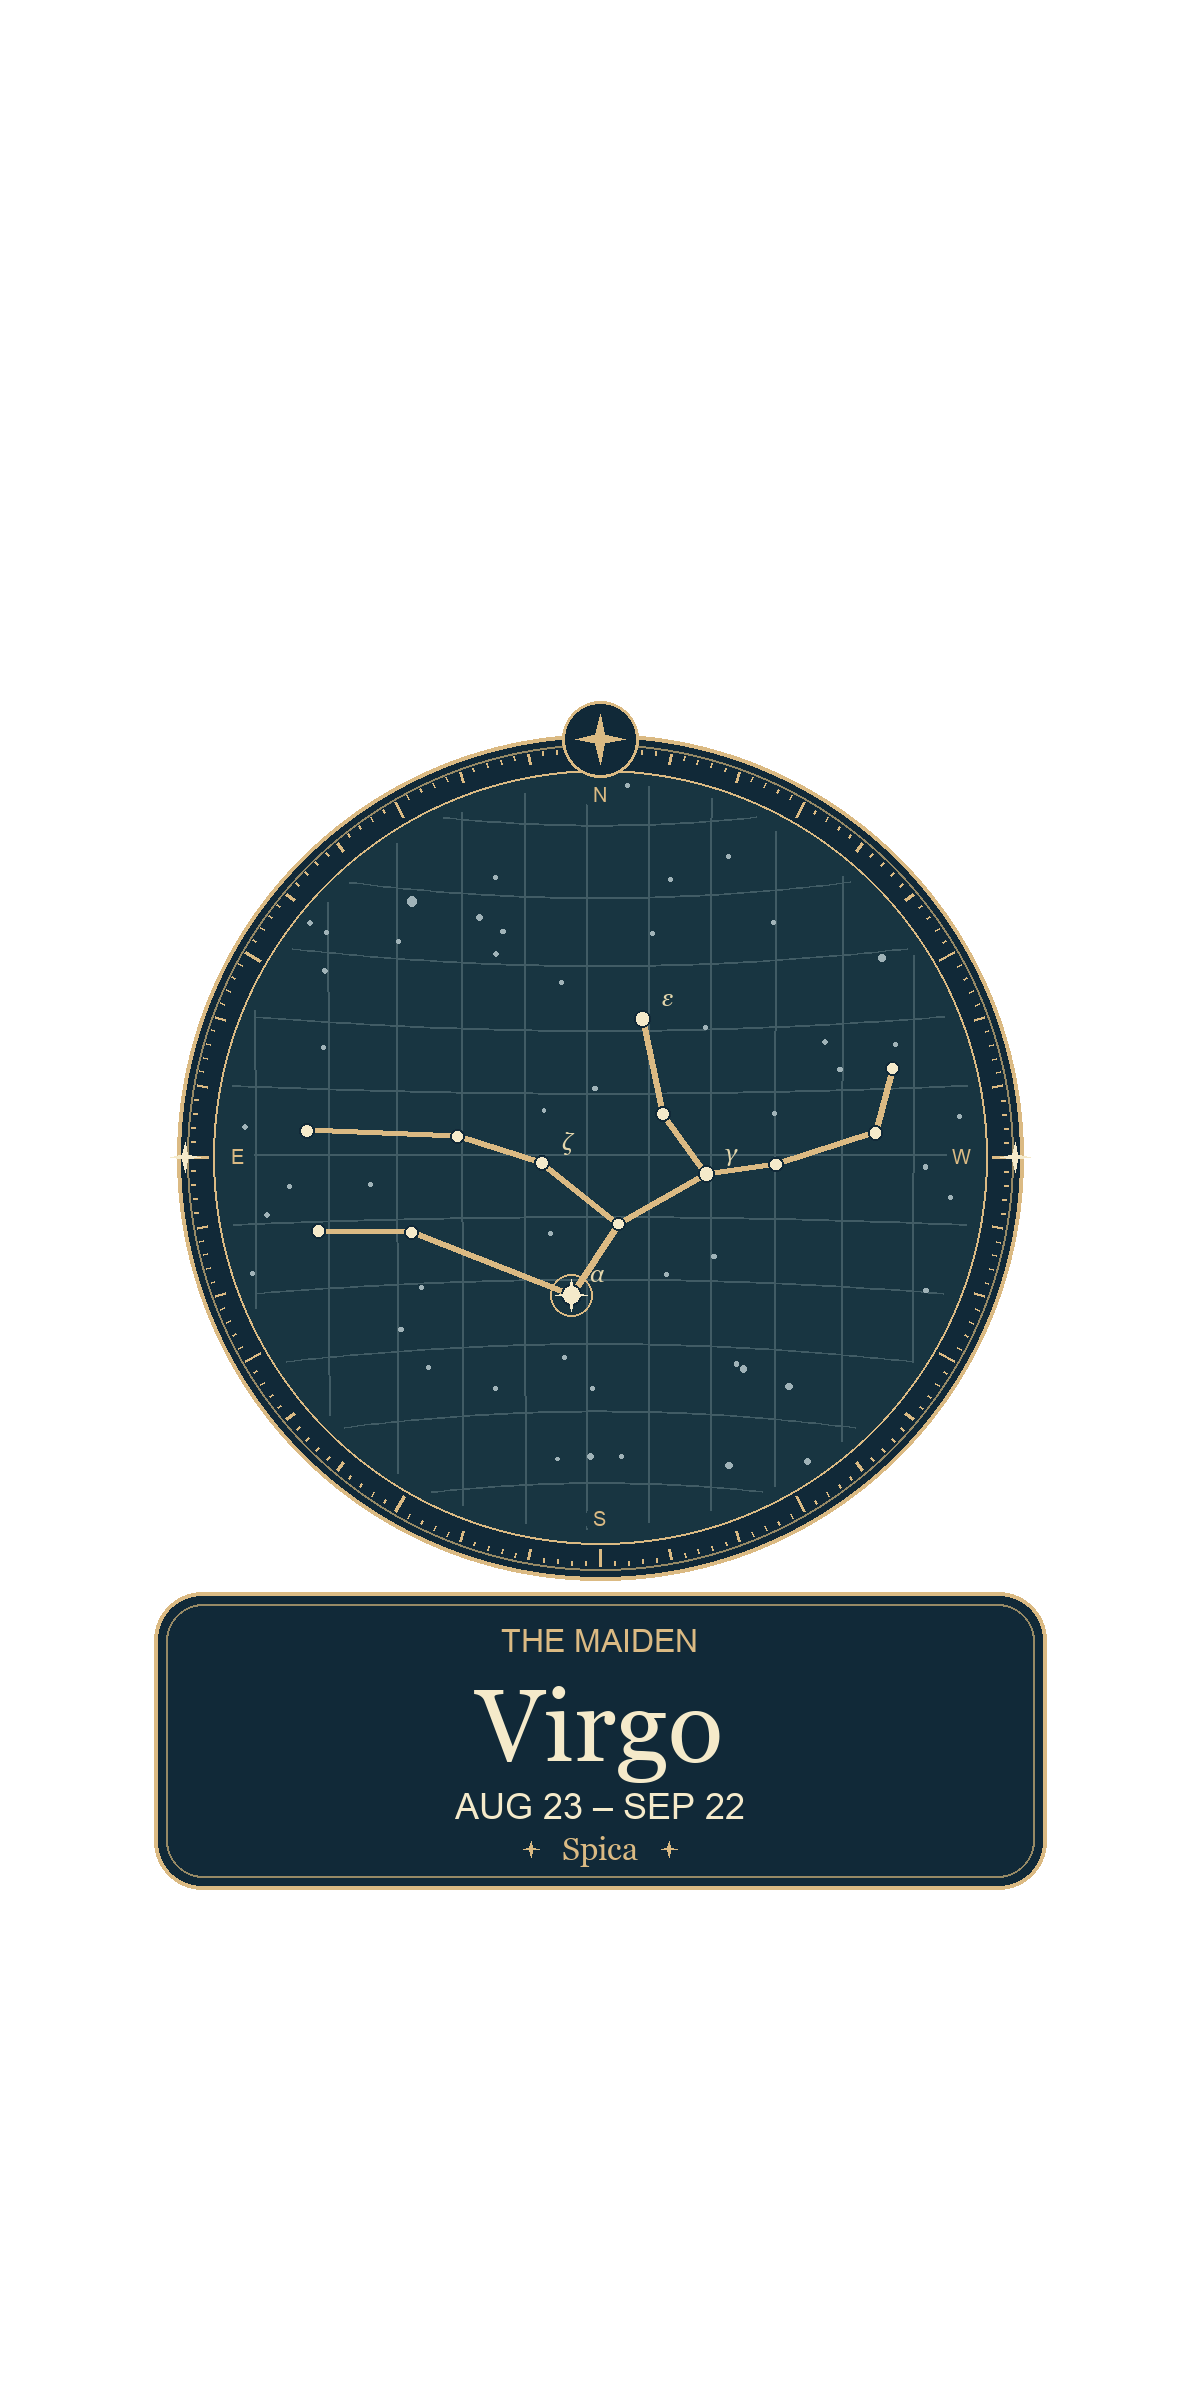 N
ε
ζ
γ
E
W
α
S
THE MAIDEN
Virgo
AUG 23 – SEP 22
Spica